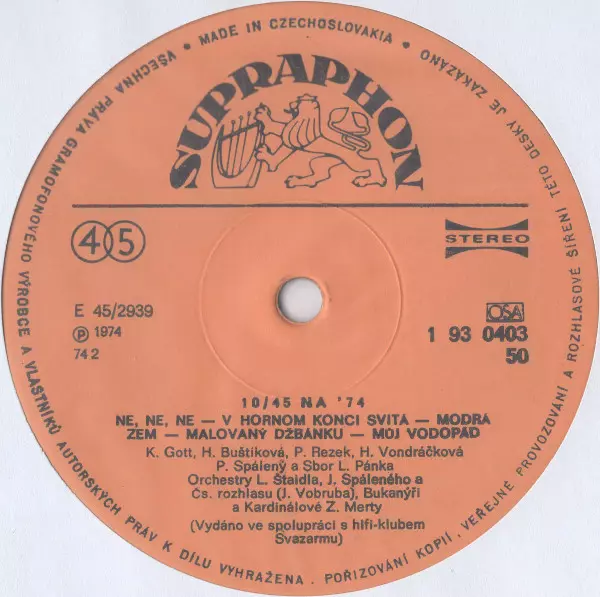 VŠECHNA PRÁVA GRAMOFONOVÉHO VÝROBCE A VLASTNÍKŮ AUTORSKÝCH PRÁV K DÍLU VYHRAŽENA. POŘIZOVÁNÍ KOPIÍ, VEŘEJNÉ PROVOZOVÁNÍ A ROZHLASOVÉ ŠÍŘENÍ TÉTO DESKY JE ZAKÁZÁNO • MADE IN CZECHOSLOVAKIA •
SUPRAPHON
45
STEREO
E 45/2939
OSA
℗ 1974
1 93 0403
74 2
50
10/45 NA '74
NE, NE, NE — V HORNOM KONCI SVITA — MODRA
ZEM — MALOVANÝ DŽBÁNKU — MŮJ VODOPÁD
K. Gott, H. Buštíková, P. Rezek, H. Vondráčková
P. Spálený a Sbor L. Pánka
Orchestry L. Štaidla, J. Spáleného a
Čs. rozhlasu (J. Vobruba), Bukanýři
a Kardinálové Z. Merty
(Vydáno ve spolupráci s hifi-klubem
Svazarmu)